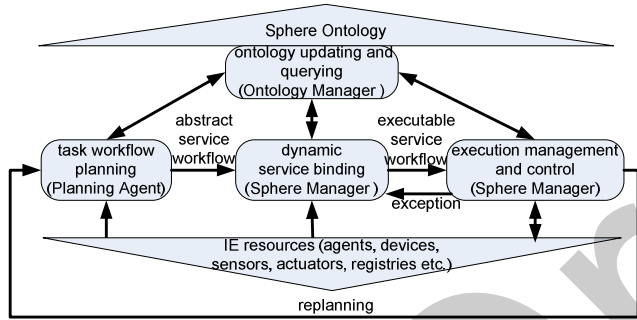 Sphere Ontology
ontology updating and
querying
(Ontology Manager )
abstract
service
workflow
executable
service
workflow
task workflow
planning
(Planning Agent)
dynamic
service binding
(Sphere Manager )
execution management
and control
(Sphere Manager)
exception
IE resources (agents, devices,
sensors, actuators, registries etc.)
replanning